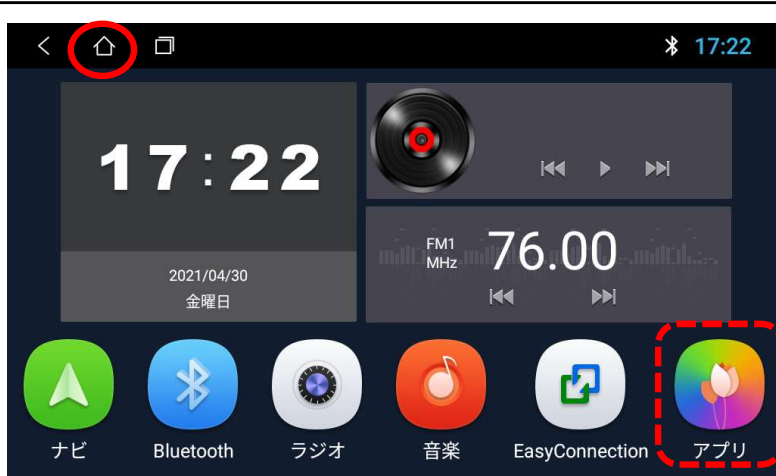 17:22
17:22
2021/04/30
金曜日
FM1
MHz
76.00
ナビ
Bluetooth
ラジオ
音楽
EasyConnection
アプリ